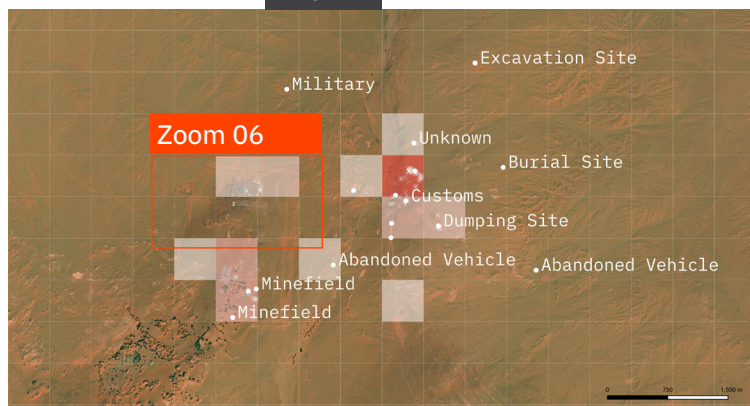 Excavation Site
Military
Zoom 06
Unknown
Burial Site
Customs
Dumping Site
Abandoned Vehicle
Abandoned Vehicle
Minefield
Minefield
0 750 1,500 m